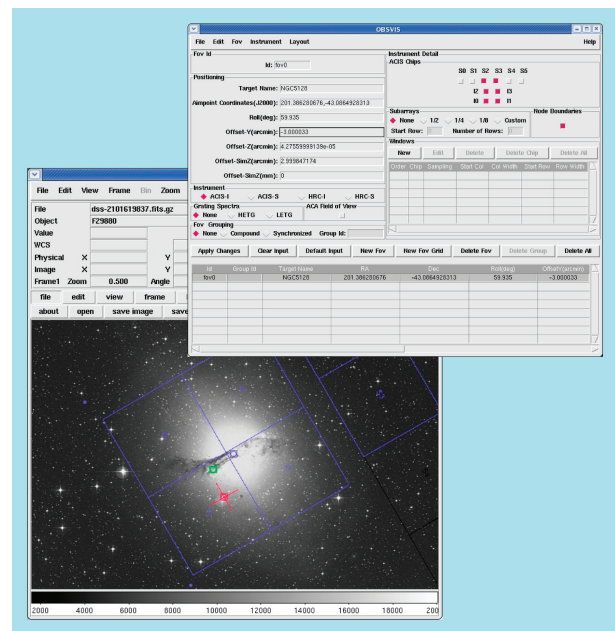 OBSVIS
File Edit Fov Instrument Layout Help
Fov Id
Id: fov0
Positioning
Target Name: NGC5128
Aimpoint Coordinates(J2000): 201.386280676,-43.0864928313
Roll(deg): 59.935
Offset-Y(arcmin): -3.000033
Offset-Z(arcmin): 4.27559999139e-05
Offset-SimZ(arcmin): 2.999847174
Offset-SimZ(mm): 0
Instrument
ACIS-I ACIS-S HRC-I HRC-S
Grating Spectra
None HETG LETG
ACA Field of View
Fov Grouping
None Compound Synchronized Group Id:
Instrument Detail
ACIS Chips
S0 S1 S2 S3 S4 S5
I2 I3
I0 I1
Subarrays
None 1/2 1/4 1/8 Custom
Start Row: Number of Rows:
Node Boundaries
Windows
New Edit Delete Delete Chip Delete All
Order Chip Sampling Start Col Col Width Start Row Row Width
Apply Changes Clear Input Default Input New Fov New Fov Grid Delete Fov Delete Group Delete All
Id Group Id Target Name RA Dec Roll(deg) OffsetY(arcmin)
fov0 NGC5128 201.386280676 -43.0864928313 59.935 -3.000033
File Edit View Frame Bin Zoom
File dss-2101619837.fits.gz
Object F29880
Value
WCS
Physical X Y
Image X Y
Frame1 Zoom 0.500 Angle
file edit view frame
about open save image save
2000 4000 6000 8000 10000 12000 14000 16000 18000 200